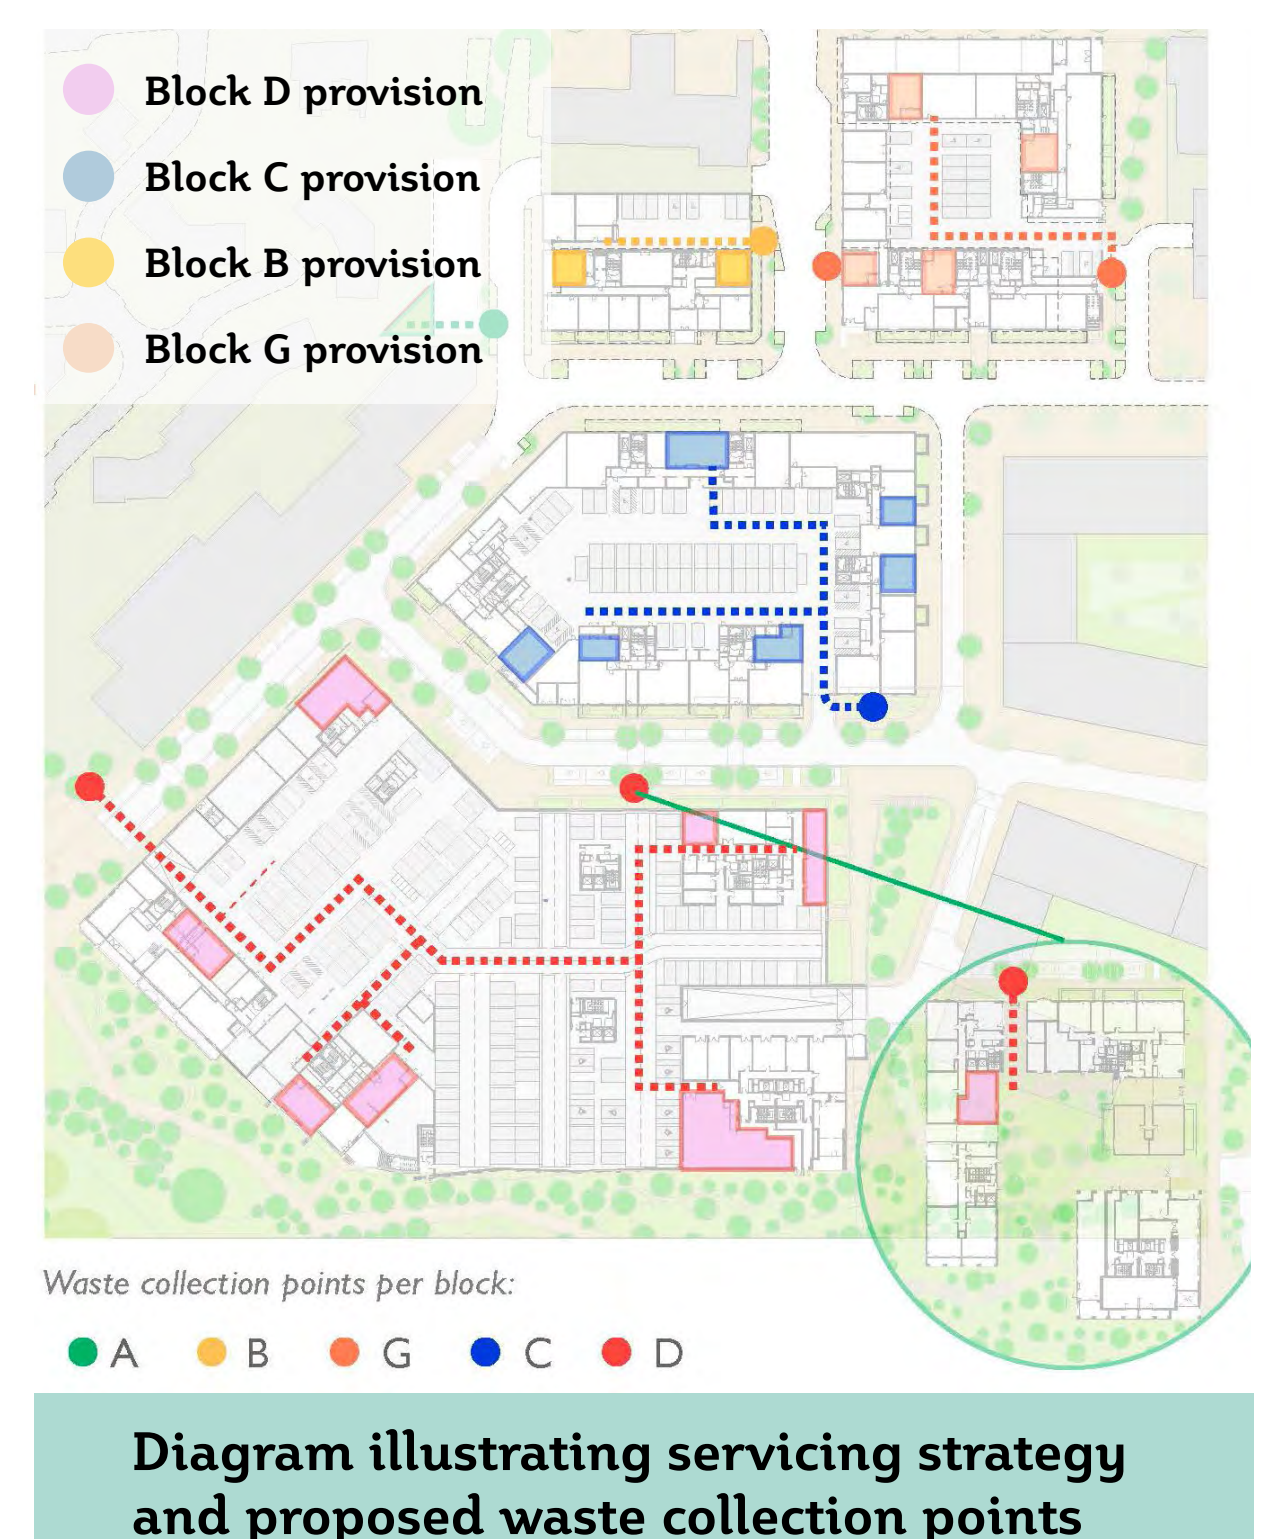 Block D provision
Block C provision
Block B provision
Block G provision
Waste collection points per block:
A B G C D
Diagram illustrating servicing strategy
and proposed waste collection points